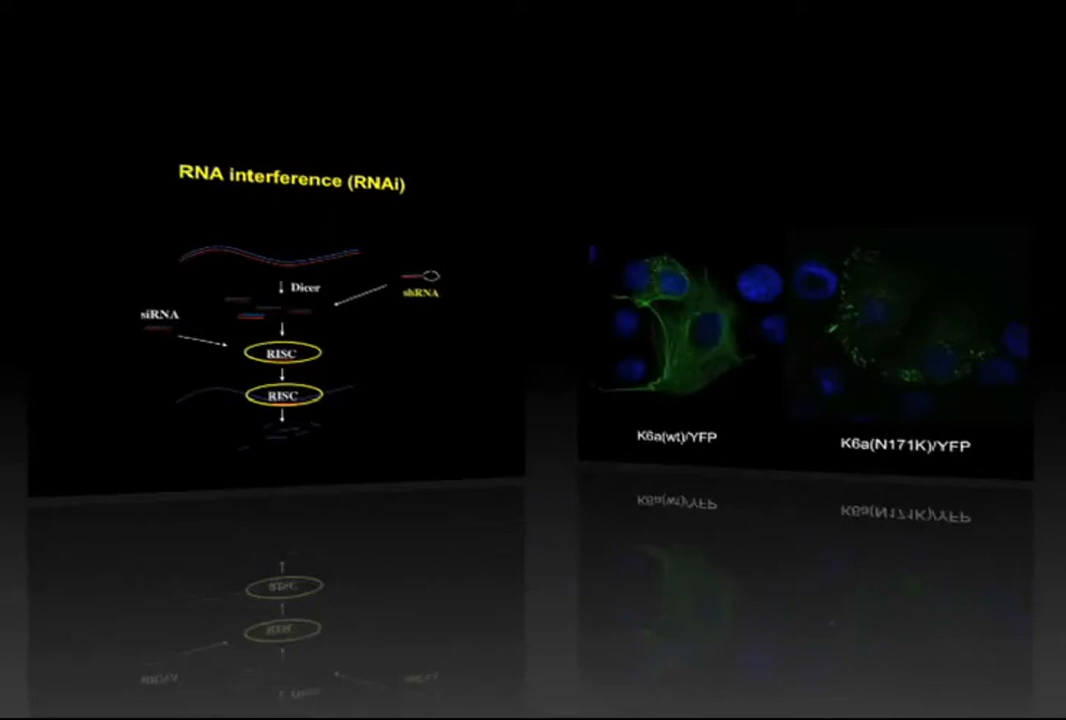 RNA interference (RNAi)
Dicer
shRNA
siRNA
RISC
RISC
K6a(wt)/YFP
K6a(N171K)/YFP